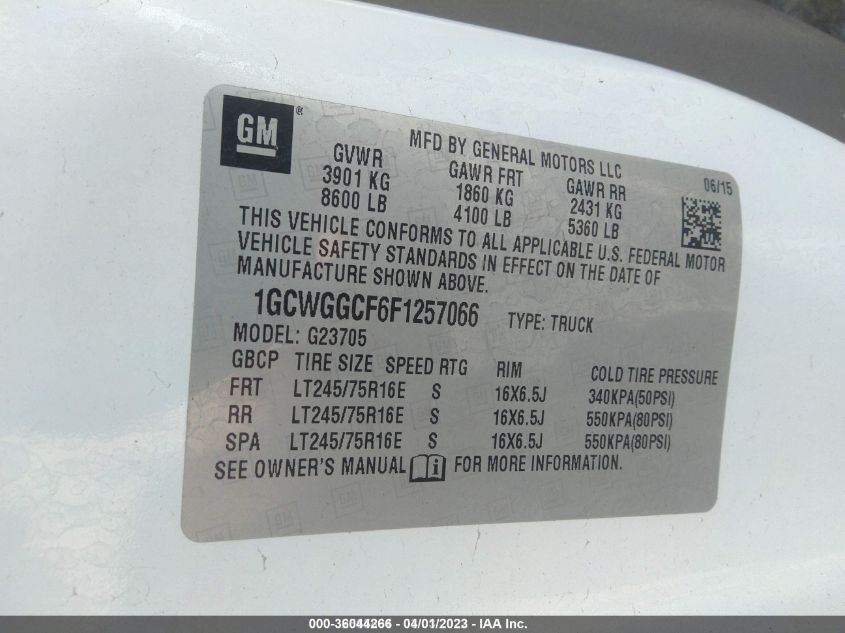 GM ®
MFD BY GENERAL MOTORS LLC
GVWR GAWR FRT GAWR RR 06/15
3901 KG 1860 KG 2431 KG
8600 LB 4100 LB 5360 LB
THIS VEHICLE CONFORMS TO ALL APPLICABLE U.S. FEDERAL MOTOR
VEHICLE SAFETY STANDARDS IN EFFECT ON THE DATE OF
MANUFACTURE SHOWN ABOVE.
1GCWGGCF6F1257066 TYPE: TRUCK
MODEL: G23705
GBCP TIRE SIZE SPEED RTG RIM COLD TIRE PRESSURE
FRT LT245/75R16E S 16X6.5J 340KPA(50PSI)
RR LT245/75R16E S 16X6.5J 550KPA(80PSI)
SPA LT245/75R16E S 16X6.5J 550KPA(80PSI)
SEE OWNER'S MANUAL FOR MORE INFORMATION.
000-36044266 - 04/01/2023 - IAA Inc.